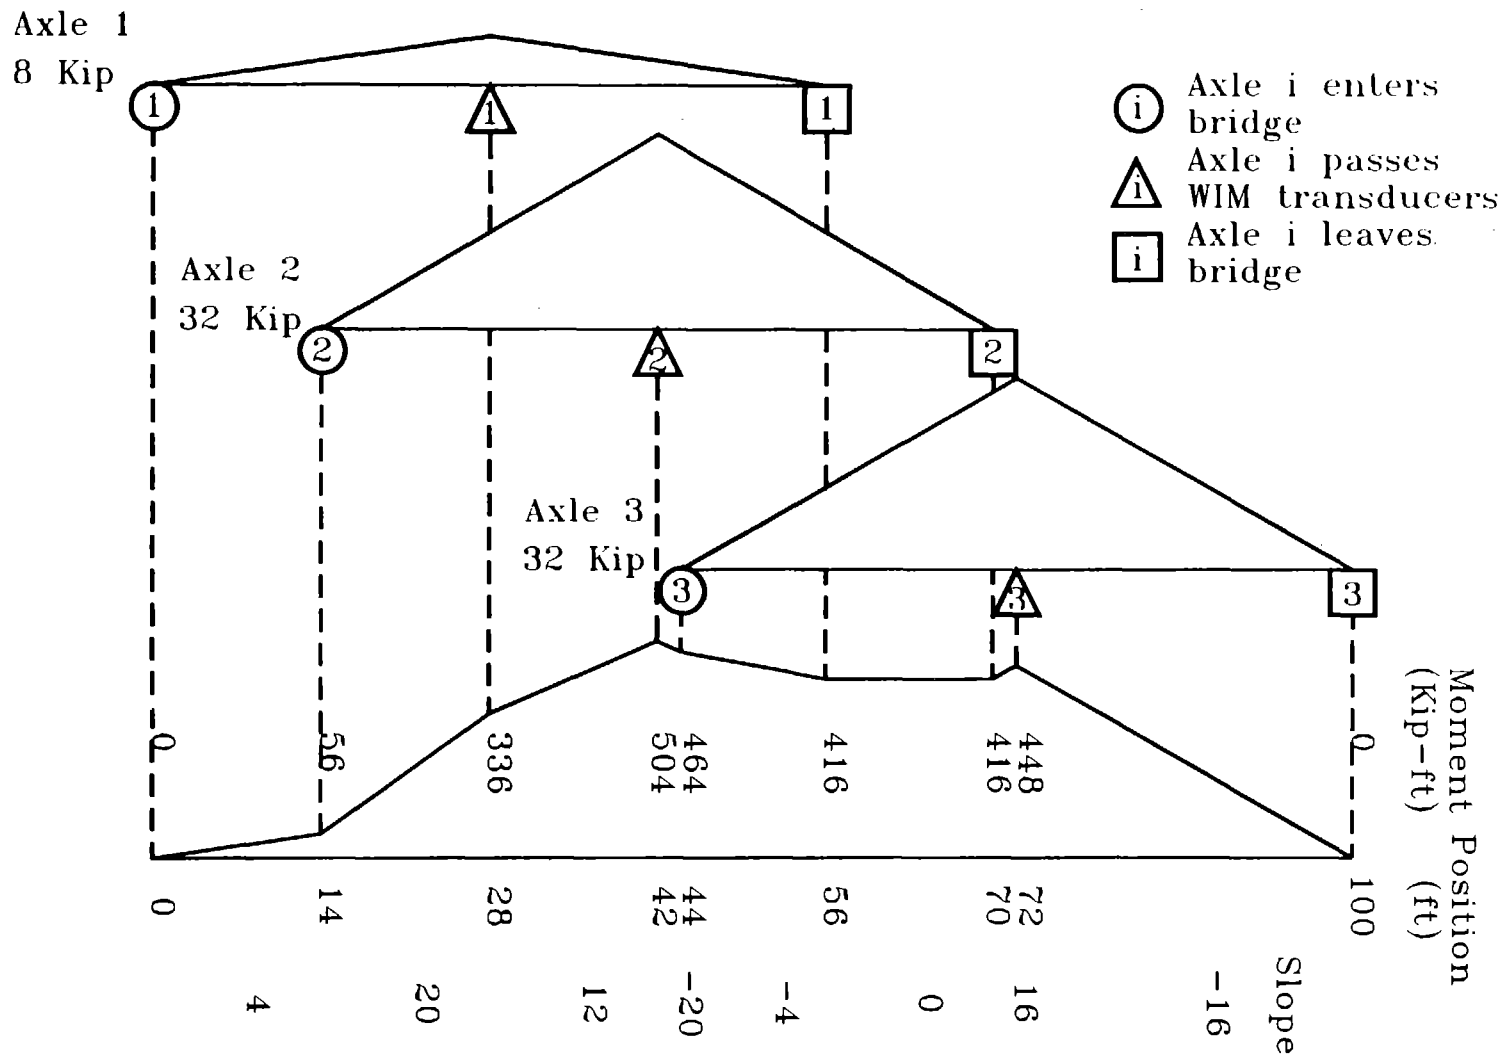 Axle 1
8 Kip
1
1
1
i
Axle i enters
bridge
i
Axle i passes
WIM transducers
i
Axle i leaves
bridge
Axle 2
32 Kip
2
2
2
Axle 3
32 Kip
3
3
3
0
56
336
504
464
416
416
448
0
Moment
(Kip-ft)
0
14
28
42
44
56
70
72
100
Position
(ft)
4
20
12
-20
-4
0
16
-16
Slope